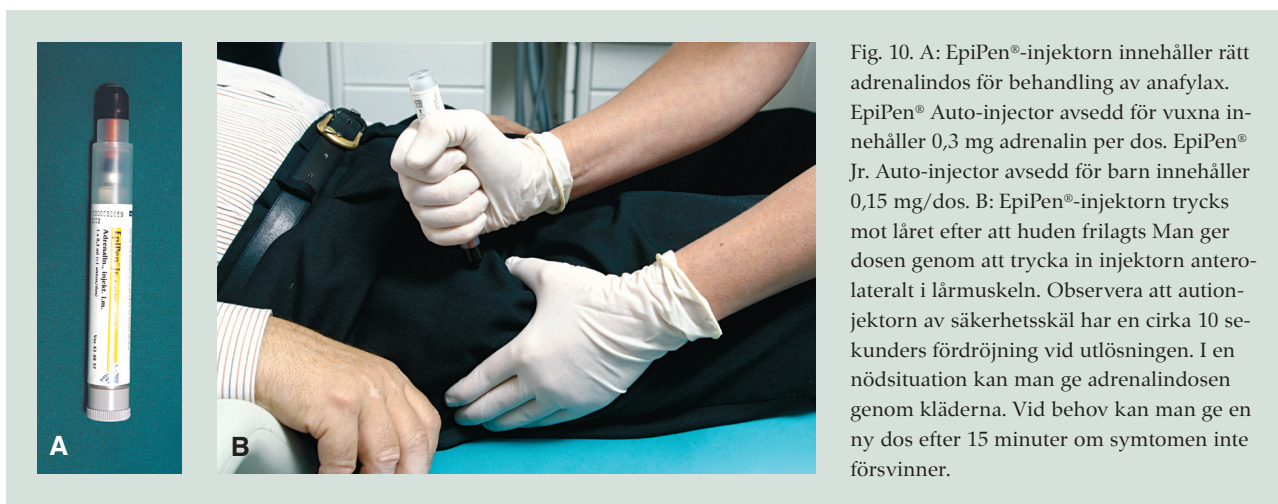 A
0000032659
EpiPen® Jr.
Adrenalin., injekt. i.m.
B
Fig. 10. A: EpiPen®-injektorn innehåller rätt
adrenalindos för behandling av anafylax.
EpiPen® Auto-injector avsedd för vuxna in-
nehåller 0,3 mg adrenalin per dos. EpiPen®
Jr. Auto-injector avsedd för barn innehåller
0,15 mg/dos. B: EpiPen®-injektorn trycks
mot låret efter att huden frilagts Man ger
dosen genom att trycka in injektorn antero-
lateralt i lårmuskeln. Observera att aution-
jektorn av säkerhetsskäl har en cirka 10 se-
kunders fördröjning vid utlösningen. I en
nödsituation kan man ge adrenalindosen
genom kläderna. Vid behov kan man ge en
ny dos efter 15 minuter om symtomen inte
försvinner.